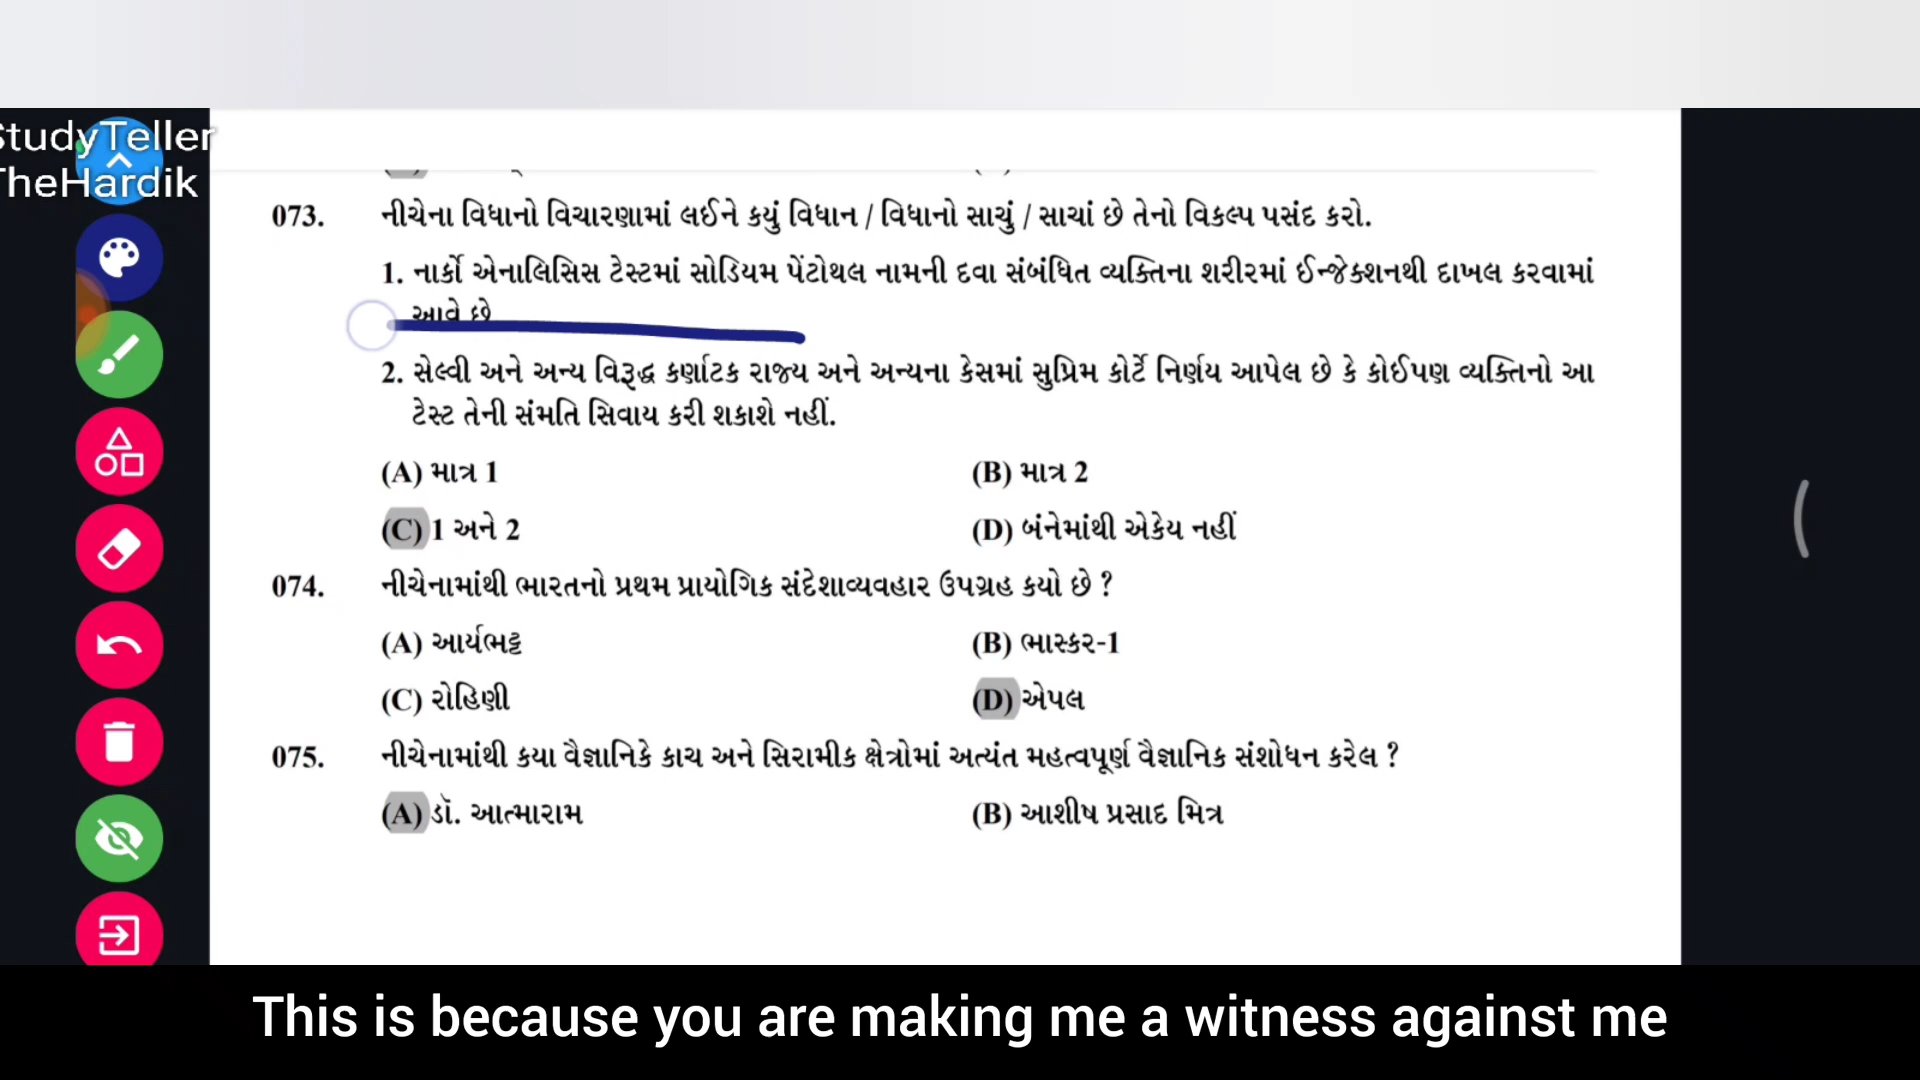 StudyTeller
TheHardik
073. નીચેના વિધાનો વિચારણામાં લઈને કયું વિધાન / વિધાનો સાચું / સાચાં છે તેનો વિકલ્પ પસંદ કરો.
1. નાર્કો એનાલિસિસ ટેસ્ટમાં સોડિયમ પેંટોથલ નામની દવા સંબંધિત વ્યક્તિના શરીરમાં ઈન્જેક્શનથી દાખલ કરવામાં
આવે છે
2. સેલ્વી અને અન્ય વિરૂદ્ધ કર્ણાટક રાજ્ય અને અન્યના કેસમાં સુપ્રિમ કોર્ટે નિર્ણય આપેલ છે કે કોઈપણ વ્યક્તિનો આ
ટેસ્ટ તેની સંમતિ સિવાય કરી શકાશે નહીં.
(A) માત્ર 1 (B) માત્ર 2
(C) 1 અને 2 (D) બંનેમાંથી એકેય નહીં
074. નીચેનામાંથી ભારતનો પ્રથમ પ્રાયોગિક સંદેશાવ્યવહાર ઉપગ્રહ કયો છે ?
(A) આર્યભટ્ટ (B) ભાસ્કર-1
(C) રોહિણી (D) એપલ
075. નીચેનામાંથી કયા વૈજ્ઞાનિકે કાચ અને સિરામીક ક્ષેત્રોમાં અત્યંત મહત્વપૂર્ણ વૈજ્ઞાનિક સંશોધન કરેલ ?
(A) ડૉ. આત્મારામ (B) આશીષ પ્રસાદ મિત્ર
This is because you are making me a witness against me